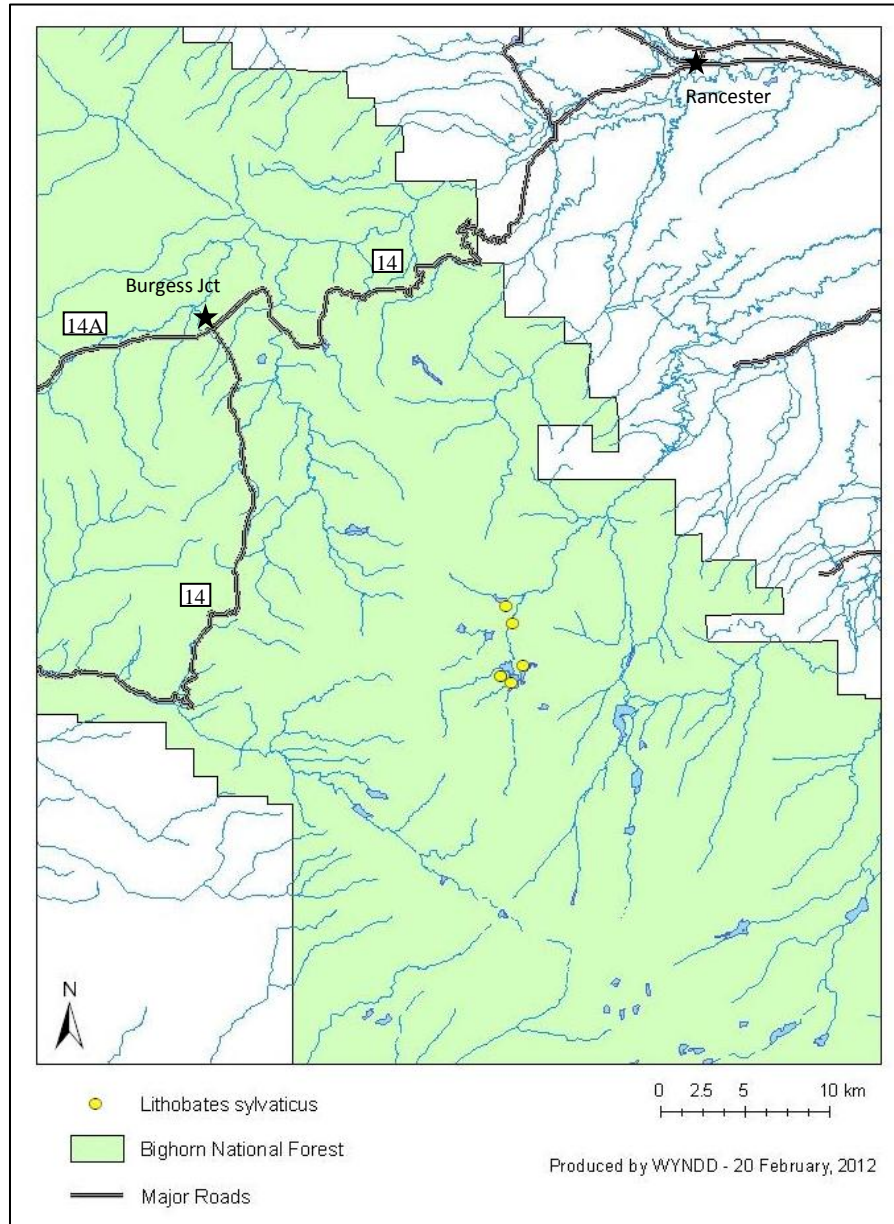 Rancester
14
Burgess Jct
14A
14
N
0 2.5 5 10 km
Lithobates sylvaticus
Bighorn National Forest
Produced by WYNDD - 20 February, 2012
Major Roads